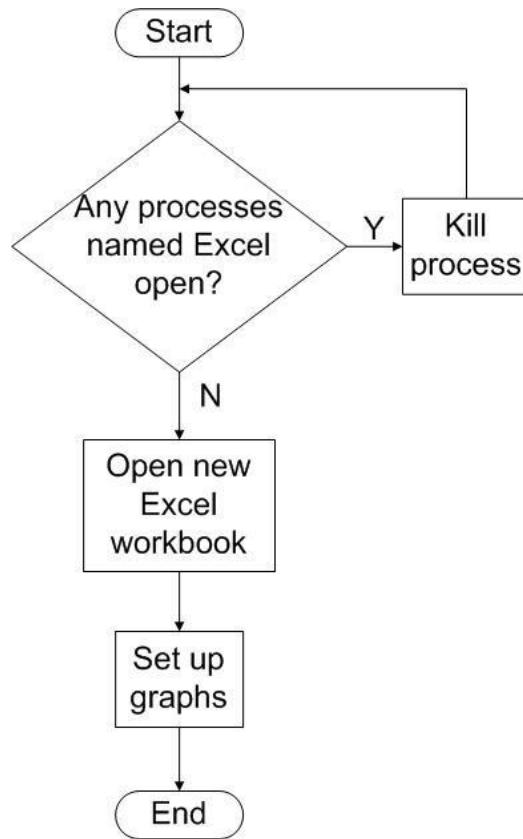 Start
Any processes
named Excel
open?
Y
Kill
process
N
Open new
Excel
workbook
Set up
graphs
End